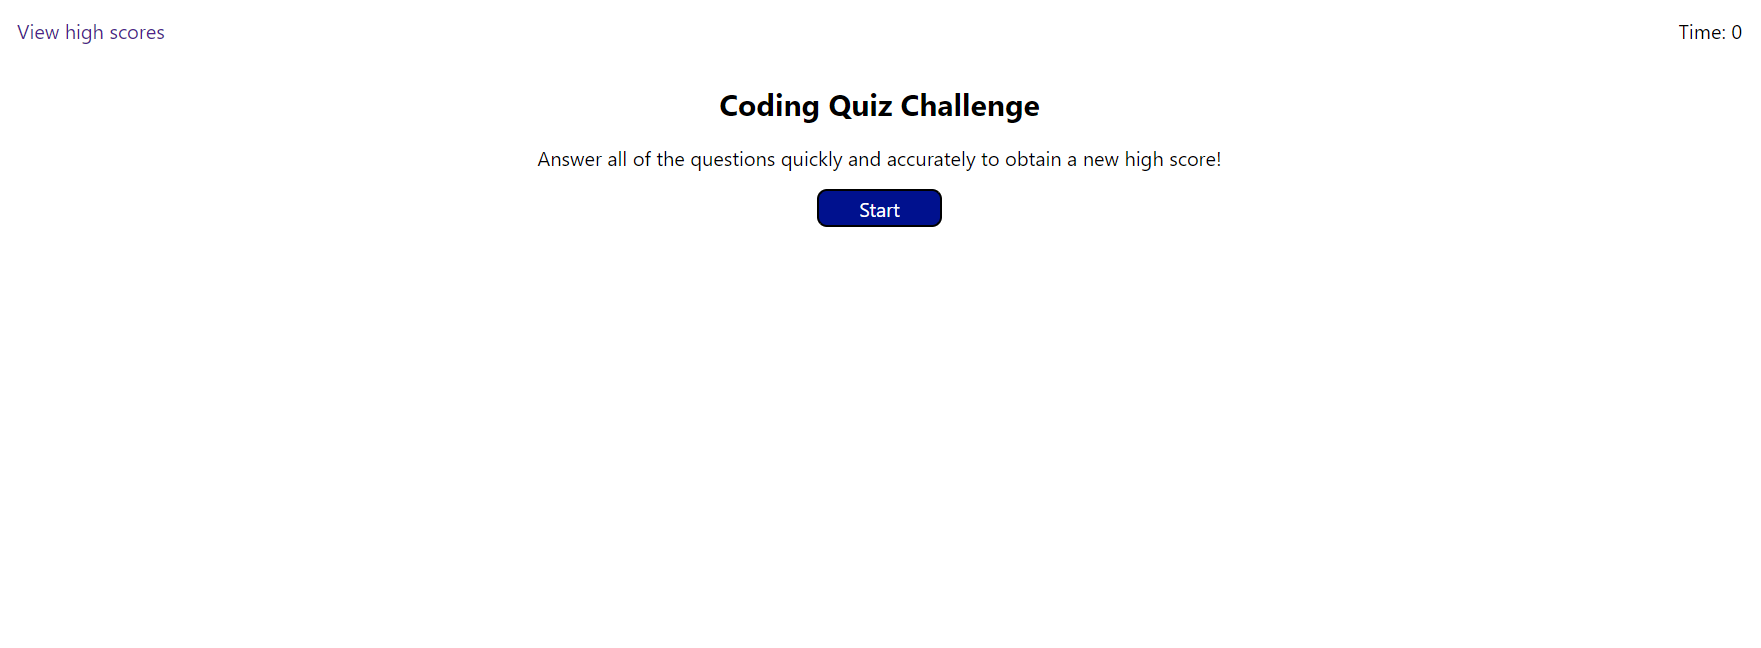 View high scores
Time: 0
Coding Quiz Challenge
Answer all of the questions quickly and accurately to obtain a new high score!
Start